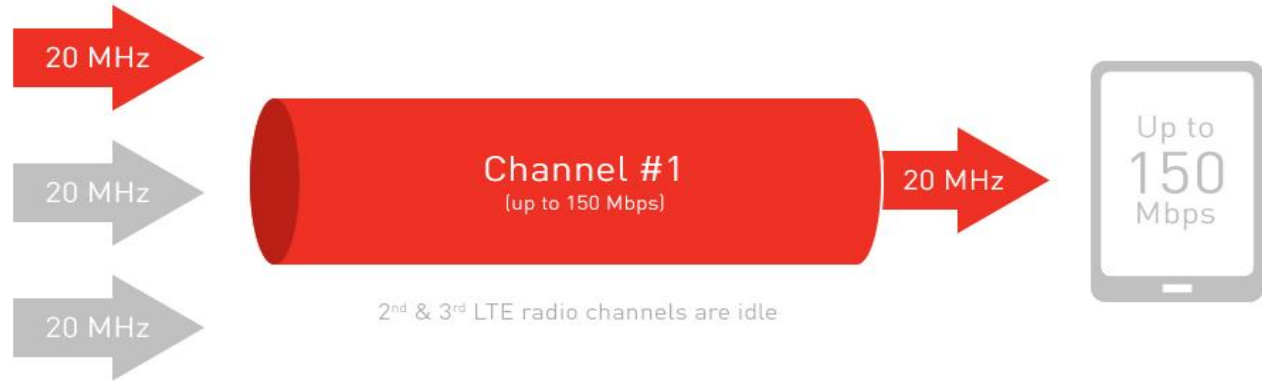 20 MHz
20 MHz
20 MHz
Channel #1
(up to 150 Mbps)
20 MHz
2nd & 3rd LTE radio channels are idle
Up to
150
Mbps